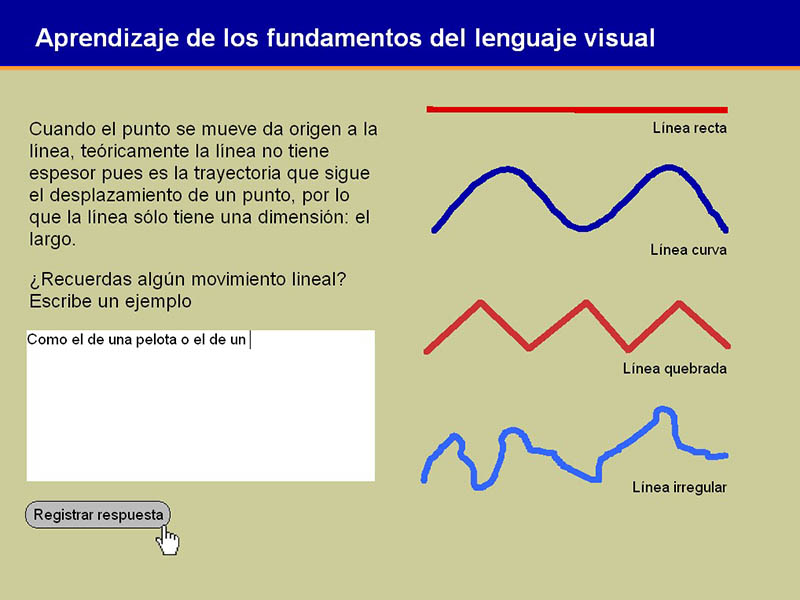 Aprendizaje de los fundamentos del lenguaje visual
Cuando el punto se mueve da origen a la
línea, teóricamente la línea no tiene
espesor pues es la trayectoria que sigue
el desplazamiento de un punto, por lo
que la línea sólo tiene una dimensión: el
largo.
¿Recuerdas algún movimiento lineal?
Escribe un ejemplo
Como el de una pelota o el de un
Registrar respuesta
Línea recta
Línea curva
Línea quebrada
Línea irregular